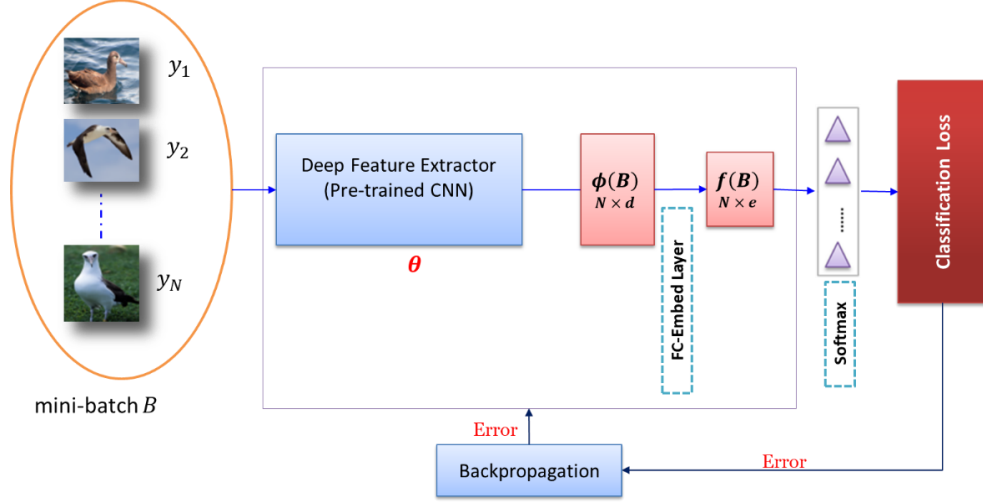 y₁
y₂
y_N
mini-batch B
Deep Feature Extractor
(Pre-trained CNN)
θ
ϕ(B)
N × d
FC-Embed Layer
f(B)
N × e
......
Softmax
Classification Loss
Error
Backpropagation
Error